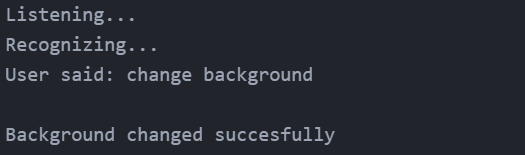 Listening...
Recognizing...
User said: change background
Background changed succesfully